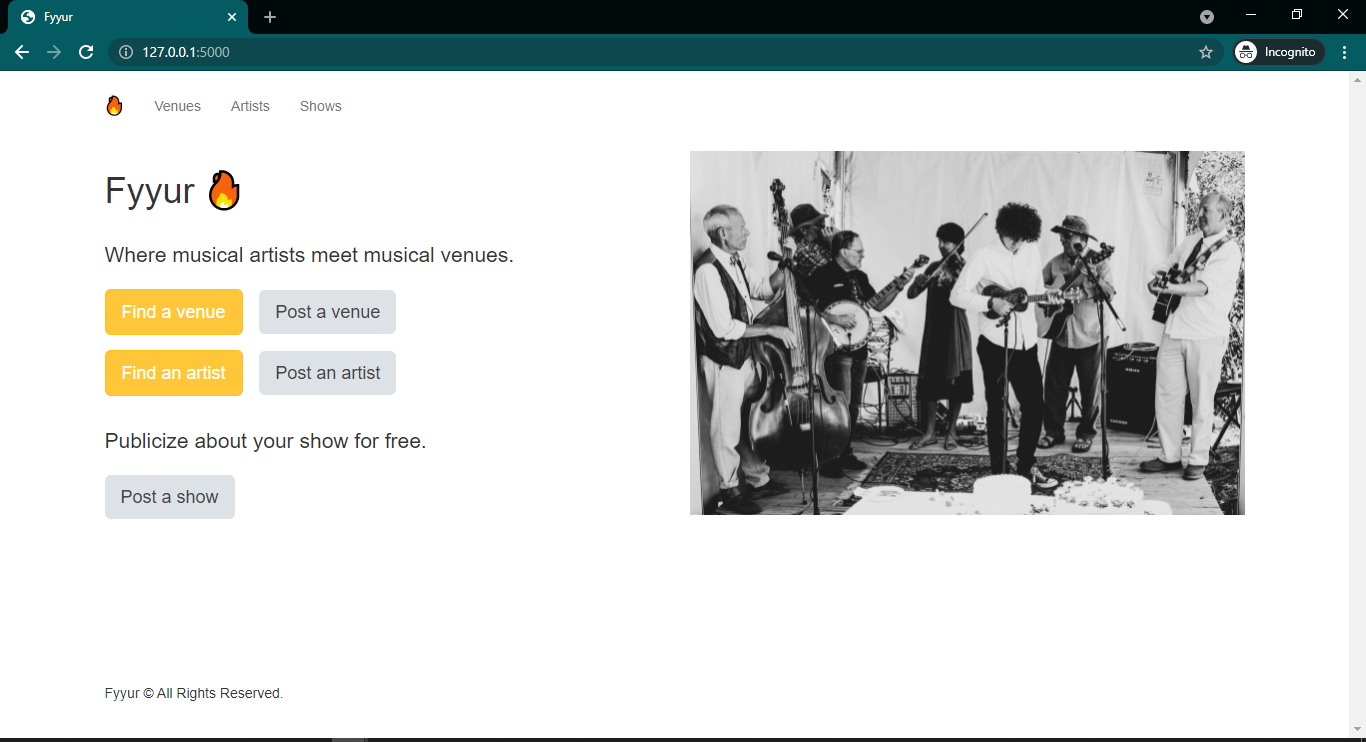 Fyyur
127.0.0.1:5000
Incognito
Venues Artists Shows
Fyyur
Where musical artists meet musical venues.
Find a venue Post a venue
Find an artist Post an artist
Publicize about your show for free.
Post a show
Fyyur © All Rights Reserved.